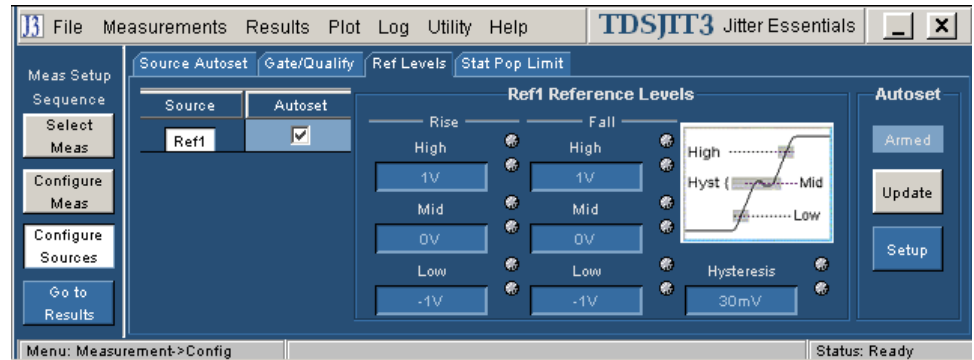 J3 File Measurements Results Plot Log Utility Help TDSJIT3 Jitter Essentials _ X
Meas Setup
Sequence
Select
Meas
Configure
Meas
Configure
Sources
Go to
Results
Source Autoset Gate/Qualify Ref Levels Stat Pop Limit
Source Autoset
Ref1
Ref1 Reference Levels
Rise Fall
High High
1V 1V
Mid Mid
0V 0V
Low Low
-1V -1V
High
Hyst ( Mid
Low
Hysteresis
30mV
Autoset
Armed
Update
Setup
Menu: Measurement->Config Status: Ready